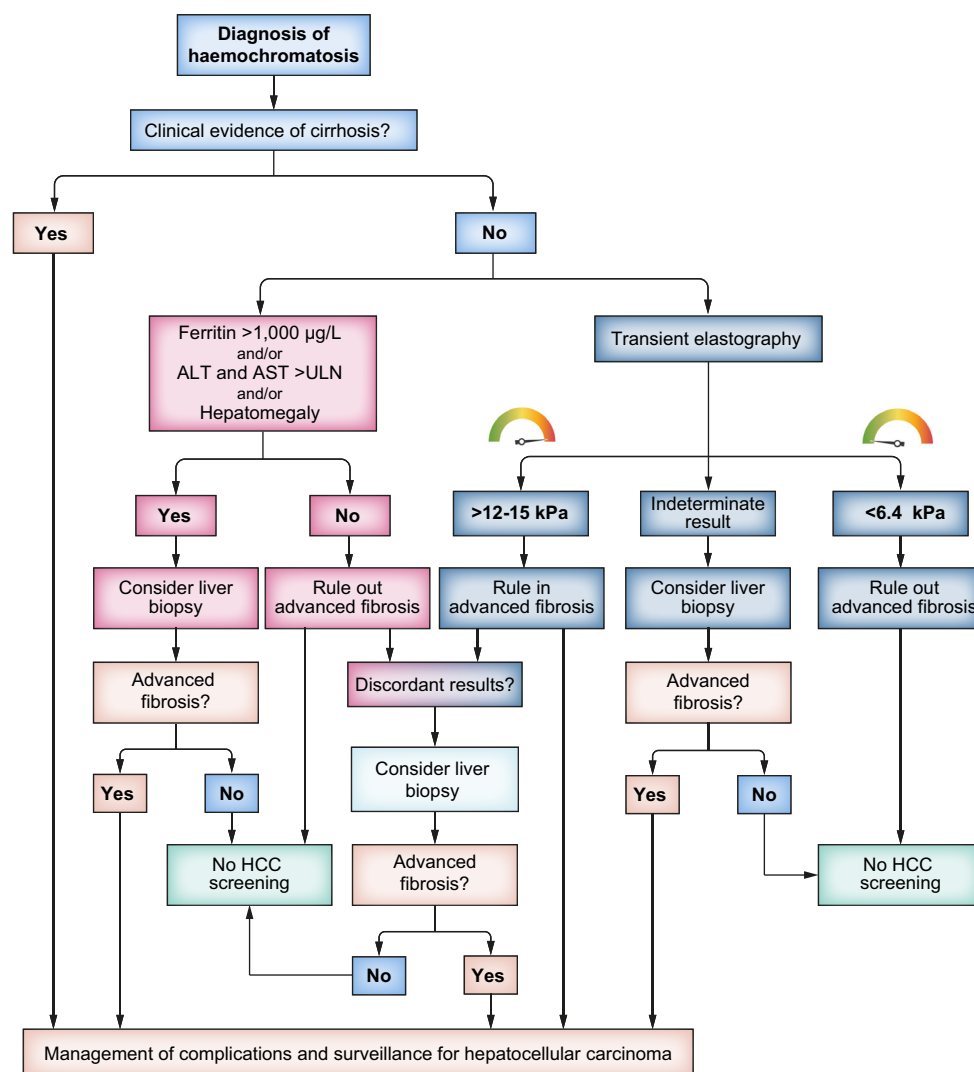 Diagnosis of
haemochromatosis
Clinical evidence of cirrhosis?
Yes
No
Ferritin >1,000 µg/L
and/or
ALT and AST >ULN
and/or
Hepatomegaly
Transient elastography
Yes
No
>12-15 kPa
Indeterminate
result
<6.4 kPa
Consider liver
biopsy
Rule out
advanced fibrosis
Rule in
advanced fibrosis
Consider liver
biopsy
Rule out
advanced fibrosis
Advanced
fibrosis?
Discordant results?
Advanced
fibrosis?
Yes
No
Consider liver
biopsy
Yes
No
No HCC
screening
Advanced
fibrosis?
No HCC
screening
No
Yes
Management of complications and surveillance for hepatocellular carcinoma